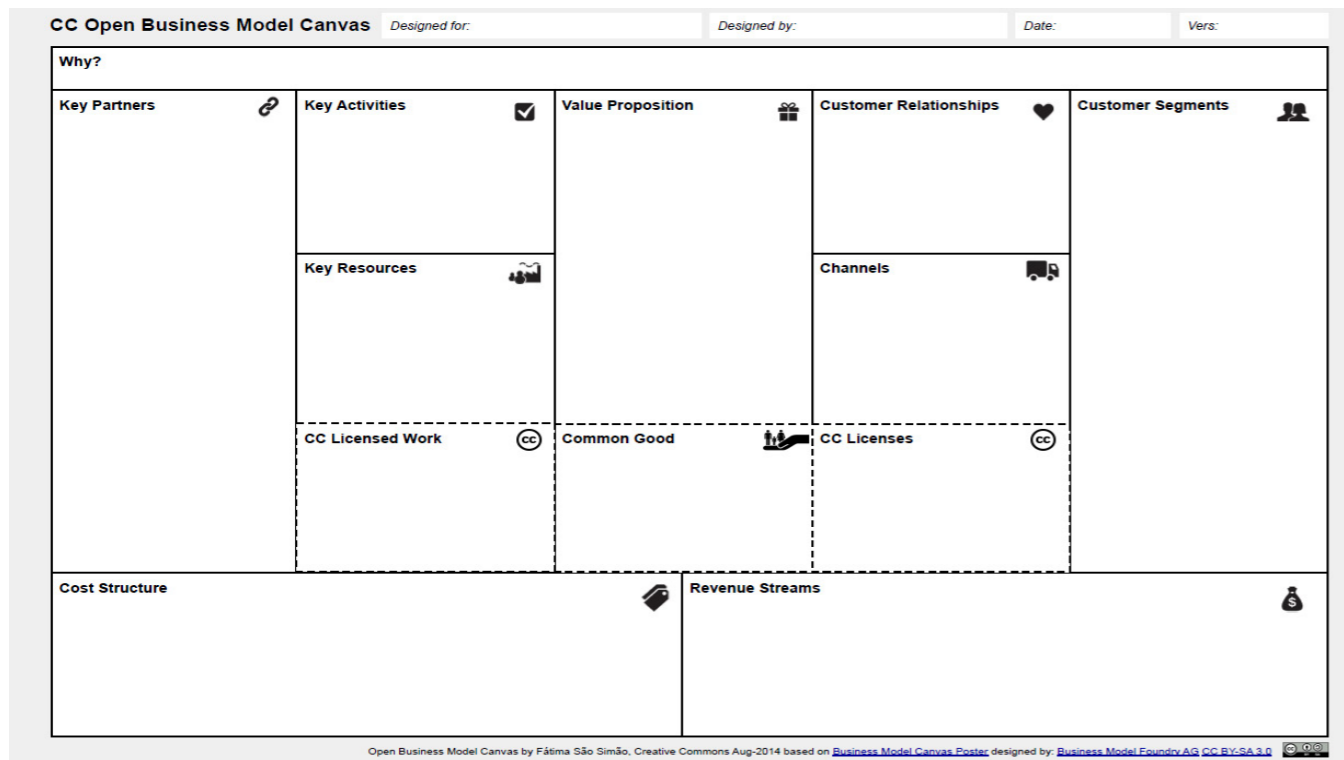 CC Open Business Model Canvas Designed for: Designed by: Date: Vers:
Why?
Key Partners
Key Activities
Value Proposition
Customer Relationships
Customer Segments
Key Resources
Channels
CC Licensed Work
cc
Common Good
CC Licenses
cc
Cost Structure
Revenue Streams
$
Open Business Model Canvas by Fátima São Simão, Creative Commons Aug-2014 based on Business Model Canvas Poster designed by: Business Model Foundry AG CC BY-SA 3.0